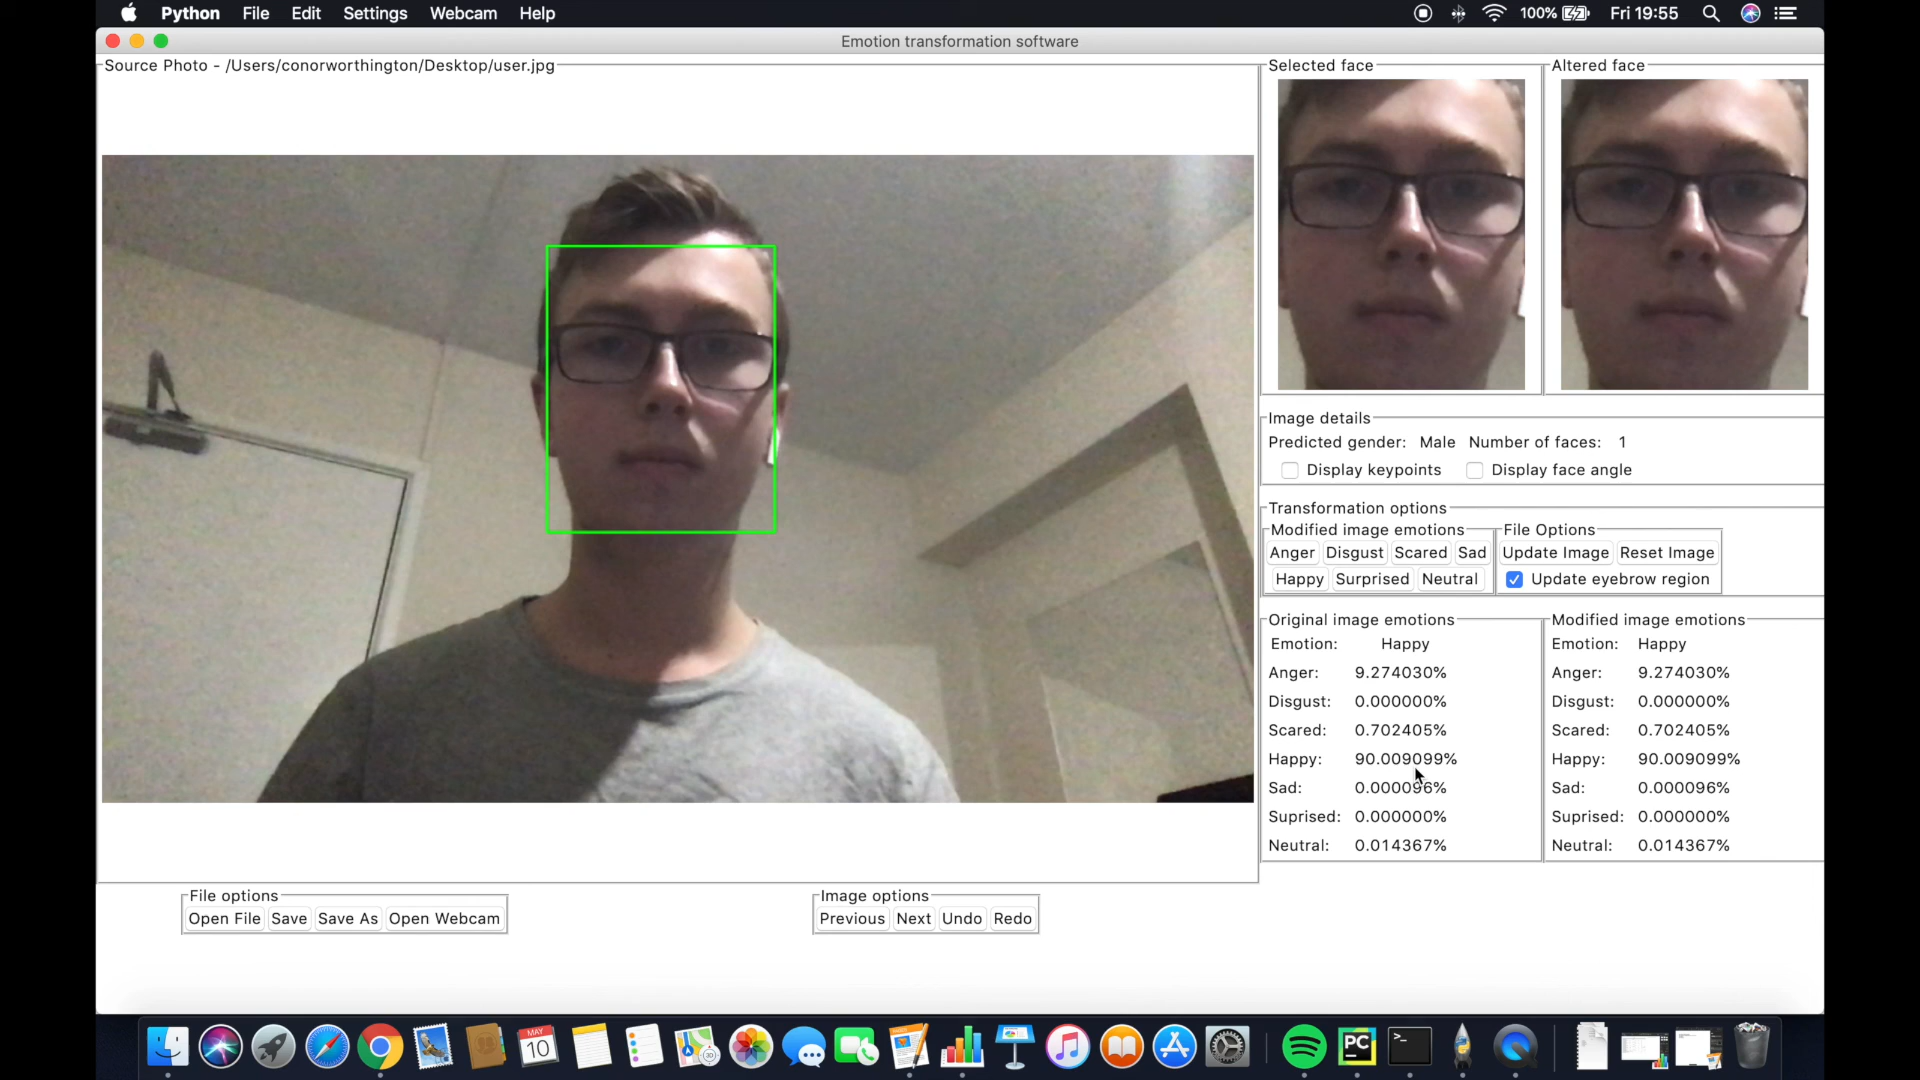 Python File Edit Settings Webcam Help 100% Fri 19:55
Emotion transformation software
Source Photo - /Users/conorworthington/Desktop/user.jpg
Selected face
Altered face
Image details
Predicted gender: Male Number of faces: 1
Display keypoints Display face angle
Transformation options
Modified image emotions
Anger Disgust Scared Sad
Happy Surprised Neutral
File Options
Update Image Reset Image
Update eyebrow region
Original image emotions
Emotion: Happy
Anger: 9.274030%
Disgust: 0.000000%
Scared: 0.702405%
Happy: 90.009099%
Sad: 0.000096%
Suprised: 0.000000%
Neutral: 0.014367%
Modified image emotions
Emotion: Happy
Anger: 9.274030%
Disgust: 0.000000%
Scared: 0.702405%
Happy: 90.009099%
Sad: 0.000096%
Suprised: 0.000000%
Neutral: 0.014367%
File options
Open File Save Save As Open Webcam
Image options
Previous Next Undo Redo
MAY
10
PC